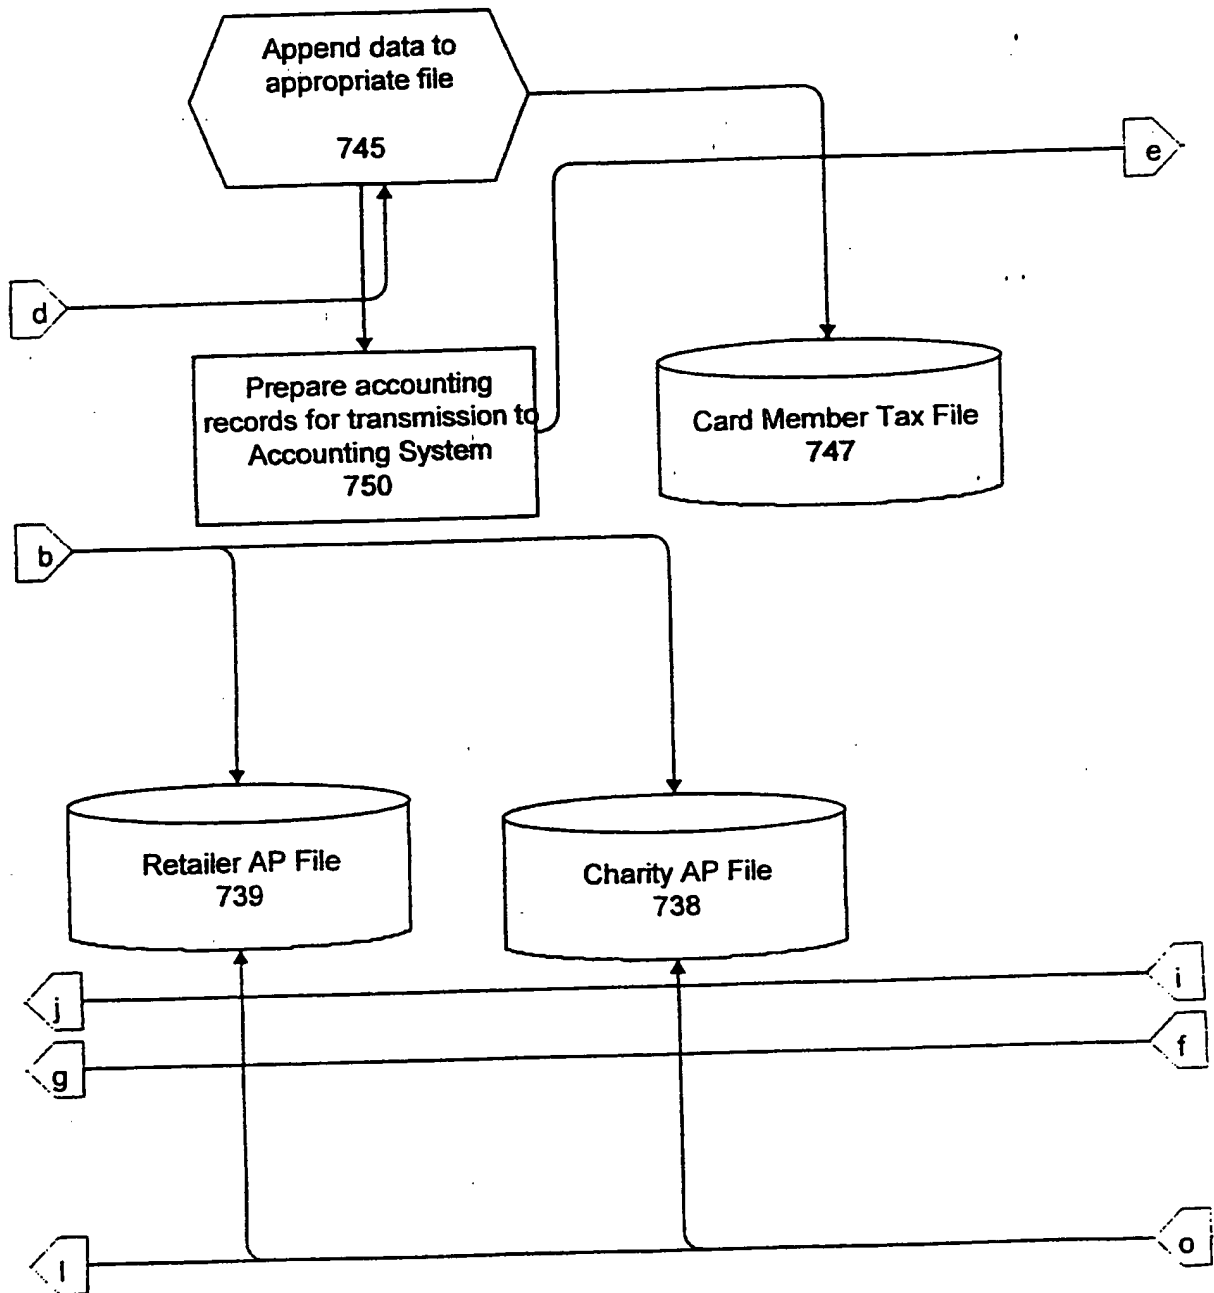 Append data to
appropriate file
745
e
d
Prepare accounting
records for transmission to
Accounting System
750
Card Member Tax File
747
b
Retailer AP File
739
Charity AP File
738
j
i
g
f
l
o